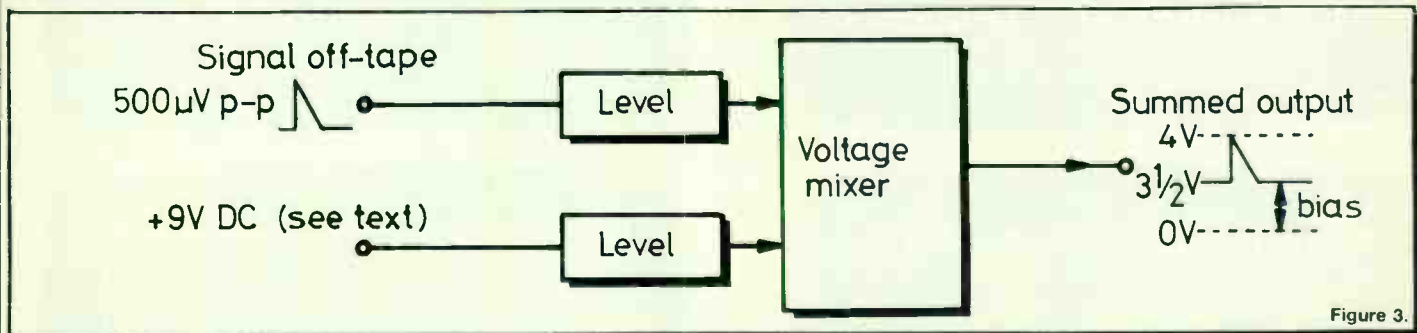 Signal off-tape
500µV p-p
Level
+9V DC (see text)
Level
Voltage
mixer
Summed output
4V
3½V
bias
0V
Figure 3.